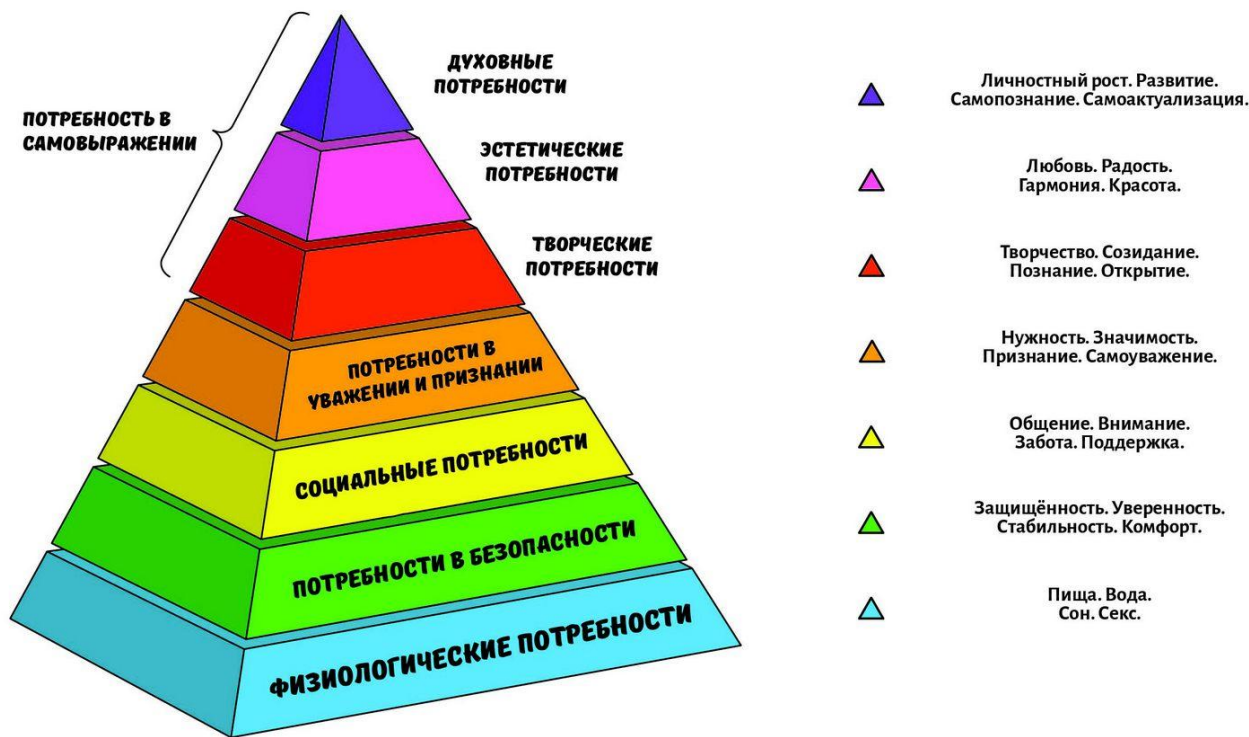 ПОТРЕБНОСТЬ В
САМОВЫРАЖЕНИИ
ДУХОВНЫЕ
ПОТРЕБНОСТИ
ЭСТЕТИЧЕСКИЕ
ПОТРЕБНОСТИ
ТВОРЧЕСКИЕ
ПОТРЕБНОСТИ
ПОТРЕБНОСТИ В
УВАЖЕНИИ И ПРИЗНАНИИ
СОЦИАЛЬНЫЕ ПОТРЕБНОСТИ
ПОТРЕБНОСТИ В БЕЗОПАСНОСТИ
ФИЗИОЛОГИЧЕСКИЕ ПОТРЕБНОСТИ
Личностный рост. Развитие.
Самопознание. Самоактуализация.
Любовь. Радость.
Гармония. Красота.
Творчество. Созидание.
Познание. Открытие.
Нужность. Значимость.
Признание. Самоуважение.
Общение. Внимание.
Забота. Поддержка.
Защищённость. Уверенность.
Стабильность. Комфорт.
Пища. Вода.
Сон. Секс.